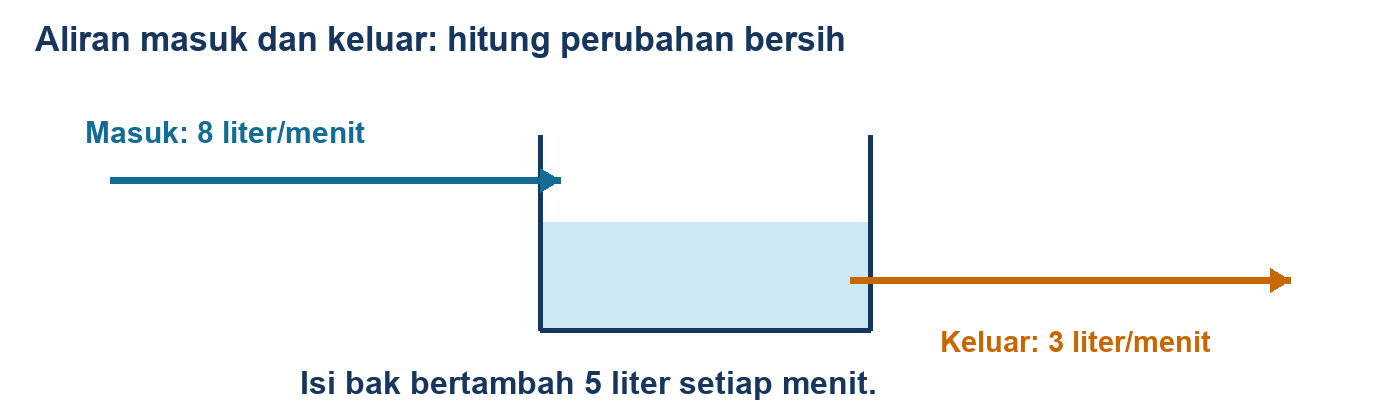 Aliran masuk dan keluar: hitung perubahan bersih
Masuk: 8 liter/menit
Keluar: 3 liter/menit
Isi bak bertambah 5 liter setiap menit.